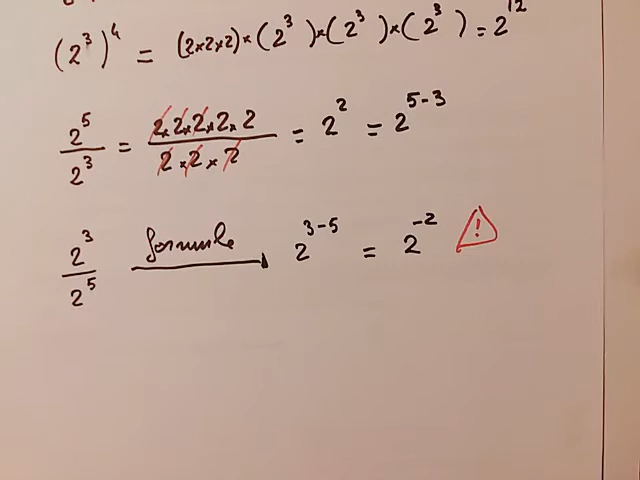 (2³)⁴ = (2×2×2)×(2³)×(2³)×(2³) = 2¹²
2⁵/2³ = 2×2×2×2×2/2×2×2 = 2² = 2⁵⁻³
2³/2⁵ formule 2³⁻⁵ = 2⁻² !